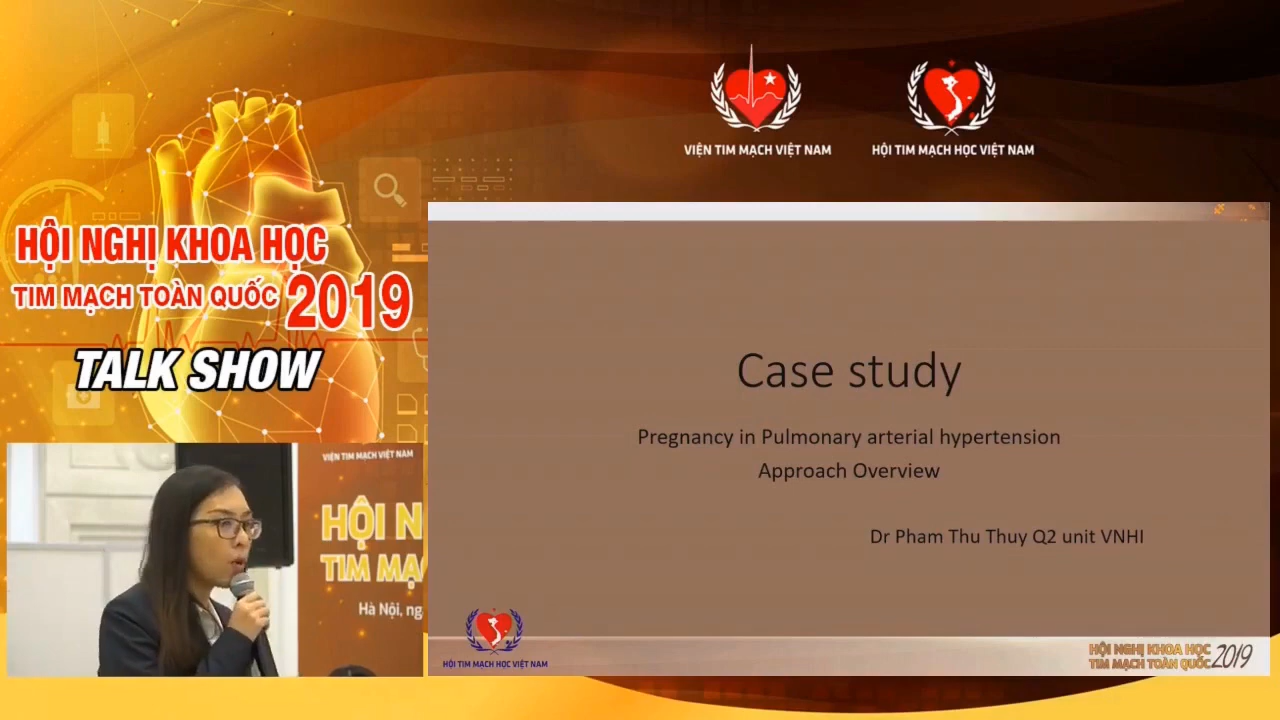 VIỆN TIM MẠCH VIỆT NAM
HỘI TIM MẠCH HỌC VIỆT NAM
HỘI NGHỊ KHOA HỌC
TIM MẠCH TOÀN QUỐC 2019
TALK SHOW
VIỆN TIM MẠCH VIỆT NAM
HỘI N
TIM MẠ
Hà Nội, ng
Case study
Pregnancy in Pulmonary arterial hypertension
Approach Overview
Dr Pham Thu Thuy Q2 unit VNHI
HỘI TIM MẠCH HỌC VIỆT NAM
HỘI NGHỊ KHOA HỌC
TIM MẠCH TOÀN QUỐC 2019